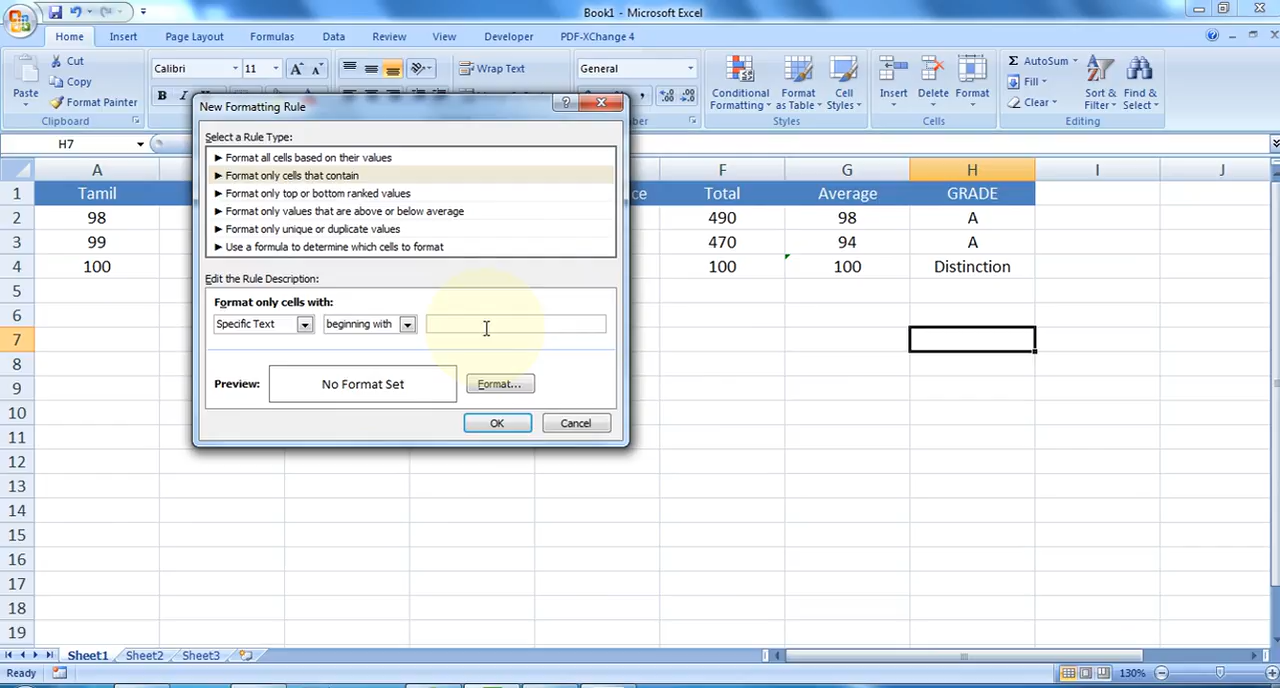 Book1 - Microsoft Excel
Home Insert Page Layout Formulas Data Review View Developer PDF-XChange 4
Paste
Cut
Copy
Format Painter
Clipboard
Calibri 11
B
Wrap Text
General
Conditional Formatting
Format as Table
Cell Styles
Styles
Insert Delete Format
Cells
AutoSum
Fill
Clear
Sort & Filter
Find & Select
Editing
H7
New Formatting Rule
Select a Rule Type:
► Format all cells based on their values
► Format only cells that contain
► Format only top or bottom ranked values
► Format only values that are above or below average
► Format only unique or duplicate values
► Use a formula to determine which cells to format
Edit the Rule Description:
Format only cells with:
Specific Text beginning with
Preview: No Format Set Format...
OK Cancel
A F G H I J
1 Tamil Total Average GRADE
2 98 490 98 A
3 99 470 94 A
4 100 100 100 Distinction
5
6
7
8
9
10
11
12
13
14
15
16
17
18
19
Sheet1 Sheet2 Sheet3
Ready 130%